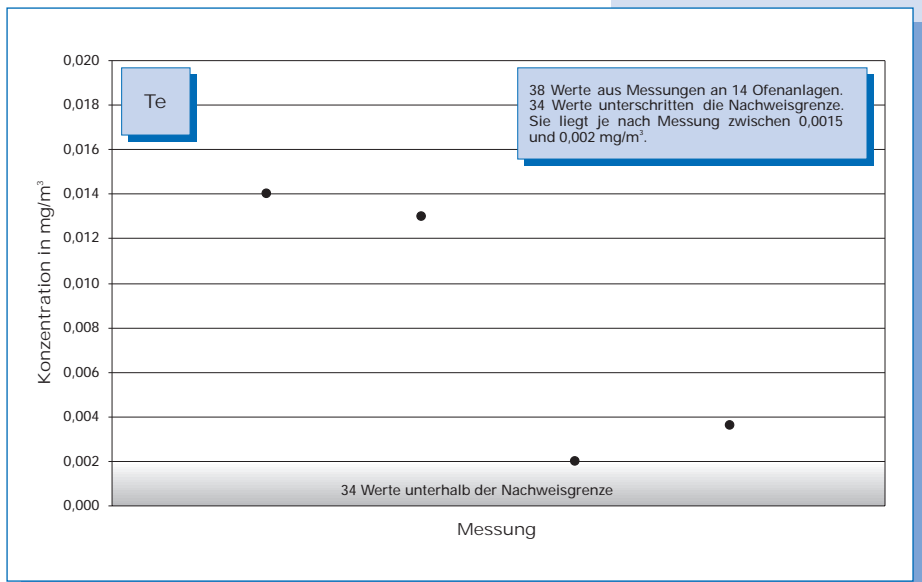 Te
38 Werte aus Messungen an 14 Ofenanlagen.
34 Werte unterschritten die Nachweisgrenze.
Sie liegt je nach Messung zwischen 0,0015
und 0,002 mg/m³.
Konzentration in mg/m³
0,020
0,018
0,016
0,014
0,012
0,010
0,008
0,006
0,004
0,002
0,000
34 Werte unterhalb der Nachweisgrenze
Messung